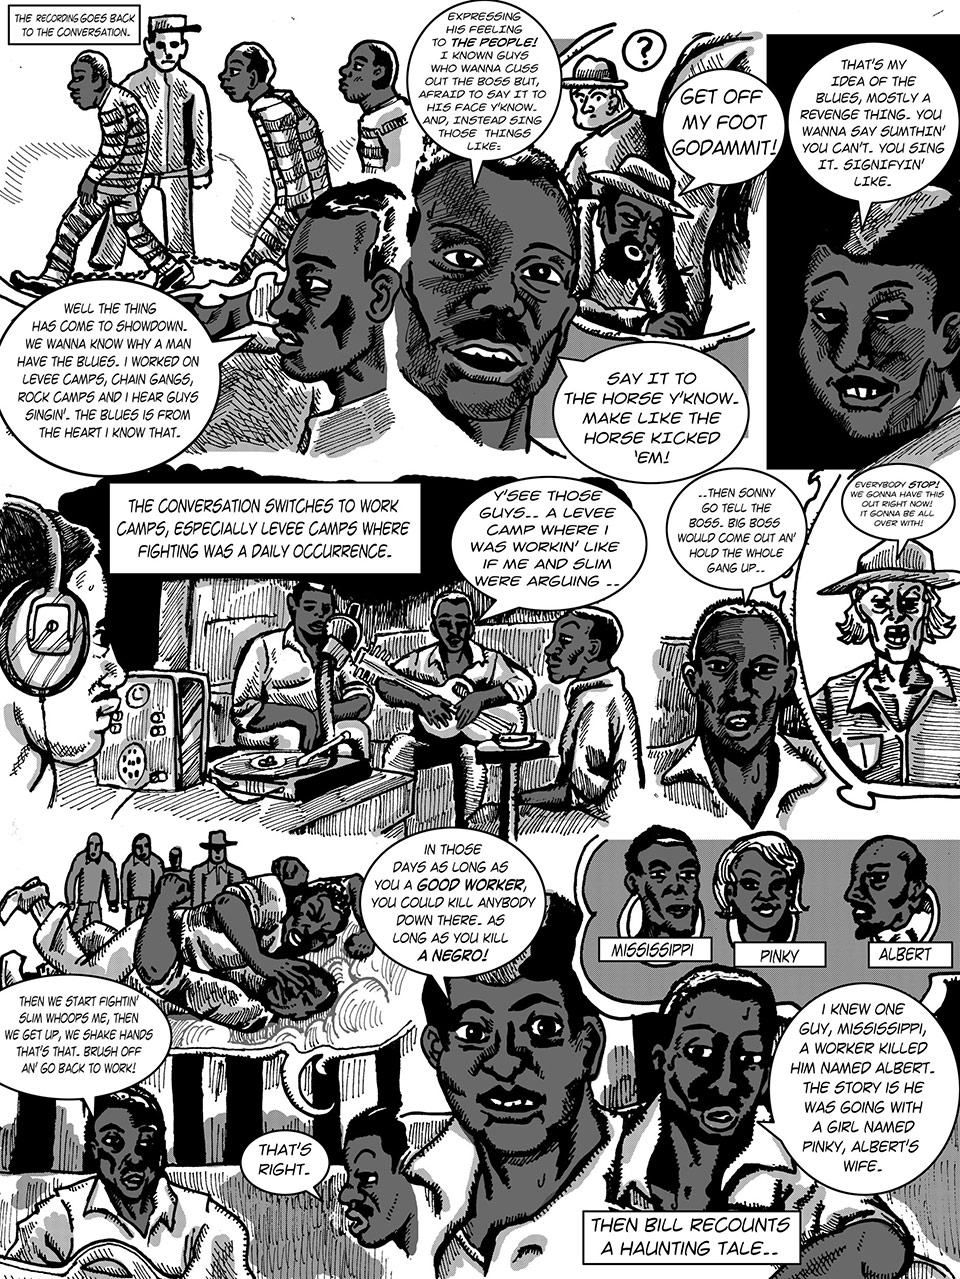 THE RECORDING GOES BACK
TO THE CONVERSATION.
WELL THE THING
HAS COME TO SHOWDOWN.
WE WANNA KNOW WHY A MAN
HAVE THE BLUES. I WORKED ON
LEVEE CAMPS, CHAIN GANGS,
ROCK CAMPS AND I HEAR GUYS
SINGIN'. THE BLUES IS FROM
THE HEART I KNOW THAT.
EXPRESSING
HIS FEELING
TO THE PEOPLE!
I KNOWN GUYS
WHO WANNA CUSS
OUT THE BOSS BUT,
AFRAID TO SAY IT TO
HIS FACE Y'KNOW.
AND, INSTEAD SING
THOSE THINGS
LIKE:
?
GET OFF
MY FOOT
GODAMMIT!
SAY IT TO
THE HORSE Y'KNOW.
MAKE LIKE THE
HORSE KICKED
'EM!
THAT'S MY
IDEA OF THE
BLUES, MOSTLY A
REVENGE THING. YOU
WANNA SAY SUMTHIN'
YOU CAN'T. YOU SING
IT. SIGNIFYIN'
LIKE.
THE CONVERSATION SWITCHES TO WORK
CAMPS, ESPECIALLY LEVEE CAMPS WHERE
FIGHTING WAS A DAILY OCCURRENCE.
Y'SEE THOSE
GUYS.. A LEVEE
CAMP WHERE I
WAS WORKIN' LIKE
IF ME AND SLIM
WERE ARGUING ..
..THEN SONNY
GO TELL THE
BOSS. BIG BOSS
WOULD COME OUT AN'
HOLD THE WHOLE
GANG UP..
EVERYBODY STOP!
WE GONNA HAVE THIS
OUT RIGHT NOW!
IT GONNA BE ALL
OVER WITH!
THEN WE START FIGHTIN'
SLIM WHOOPS ME, THEN
WE GET UP, WE SHAKE HANDS
THAT'S THAT. BRUSH OFF
AN' GO BACK TO WORK!
THAT'S
RIGHT.
IN THOSE
DAYS AS LONG AS
YOU A GOOD WORKER,
YOU COULD KILL ANYBODY
DOWN THERE. AS
LONG AS YOU KILL
A NEGRO!
MISSISSIPPI
PINKY
ALBERT
I KNEW ONE
GUY, MISSISSIPPI,
A WORKER KILLED
HIM NAMED ALBERT.
THE STORY IS HE
WAS GOING WITH
A GIRL NAMED
PINKY, ALBERT'S
WIFE.
THEN BILL RECOUNTS
A HAUNTING TALE..